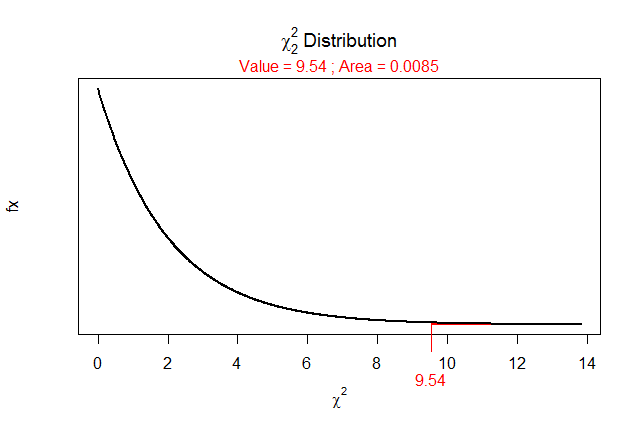 χ²₂ Distribution
Value = 9.54 ; Area = 0.0085
fx
0 2 4 6 8 10 12 14
9.54
χ²